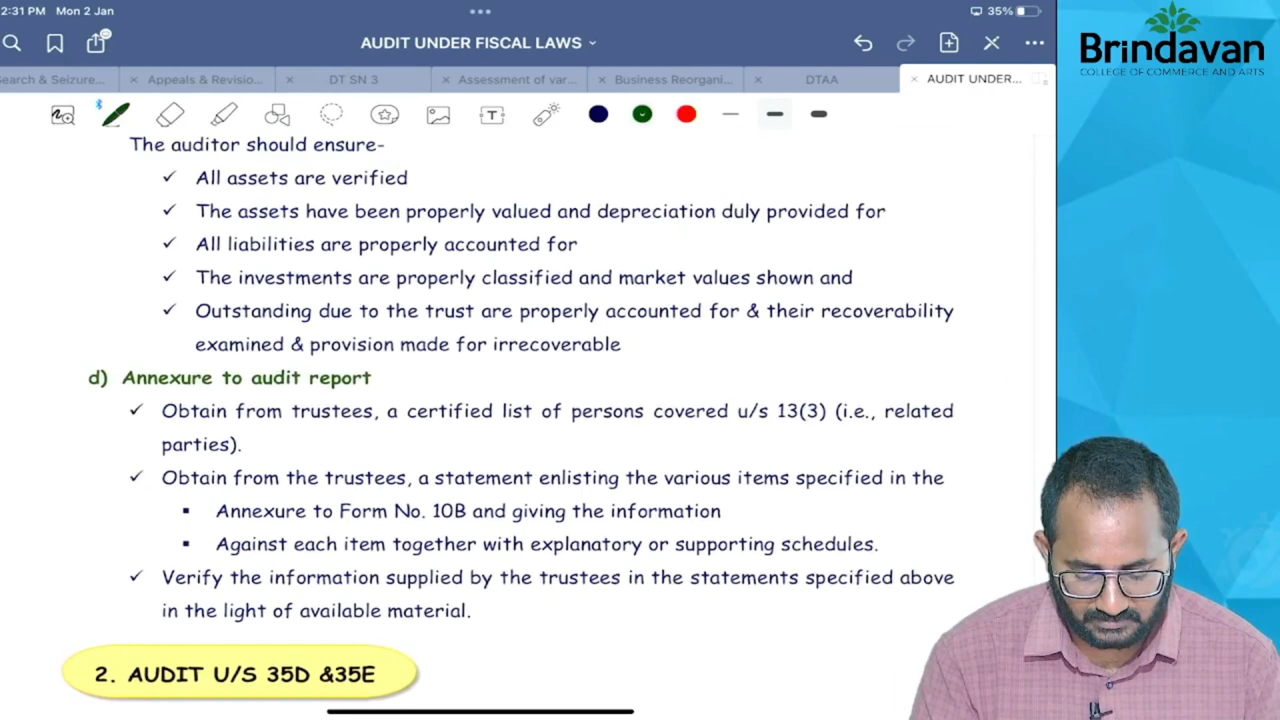 2:31 PM Mon 2 Jan
35%
AUDIT UNDER FISCAL LAWS
earch & Seizure...
Appeals & Revisio...
DT SN 3
Assessment of var...
Business Reorgani...
DTAA
AUDIT UNDER...
Brindavan
COLLEGE OF COMMERCE AND ARTS
The auditor should ensure-
✓ All assets are verified
✓ The assets have been properly valued and depreciation duly provided for
✓ All liabilities are properly accounted for
✓ The investments are properly classified and market values shown and
✓ Outstanding due to the trust are properly accounted for & their recoverability
examined & provision made for irrecoverable
d) Annexure to audit report
✓ Obtain from trustees, a certified list of persons covered u/s 13(3) (i.e., related
parties).
✓ Obtain from the trustees, a statement enlisting the various items specified in the
▪ Annexure to Form No. 10B and giving the information
▪ Against each item together with explanatory or supporting schedules.
✓ Verify the information supplied by the trustees in the statements specified above
in the light of available material.
2. AUDIT U/S 35D &35E